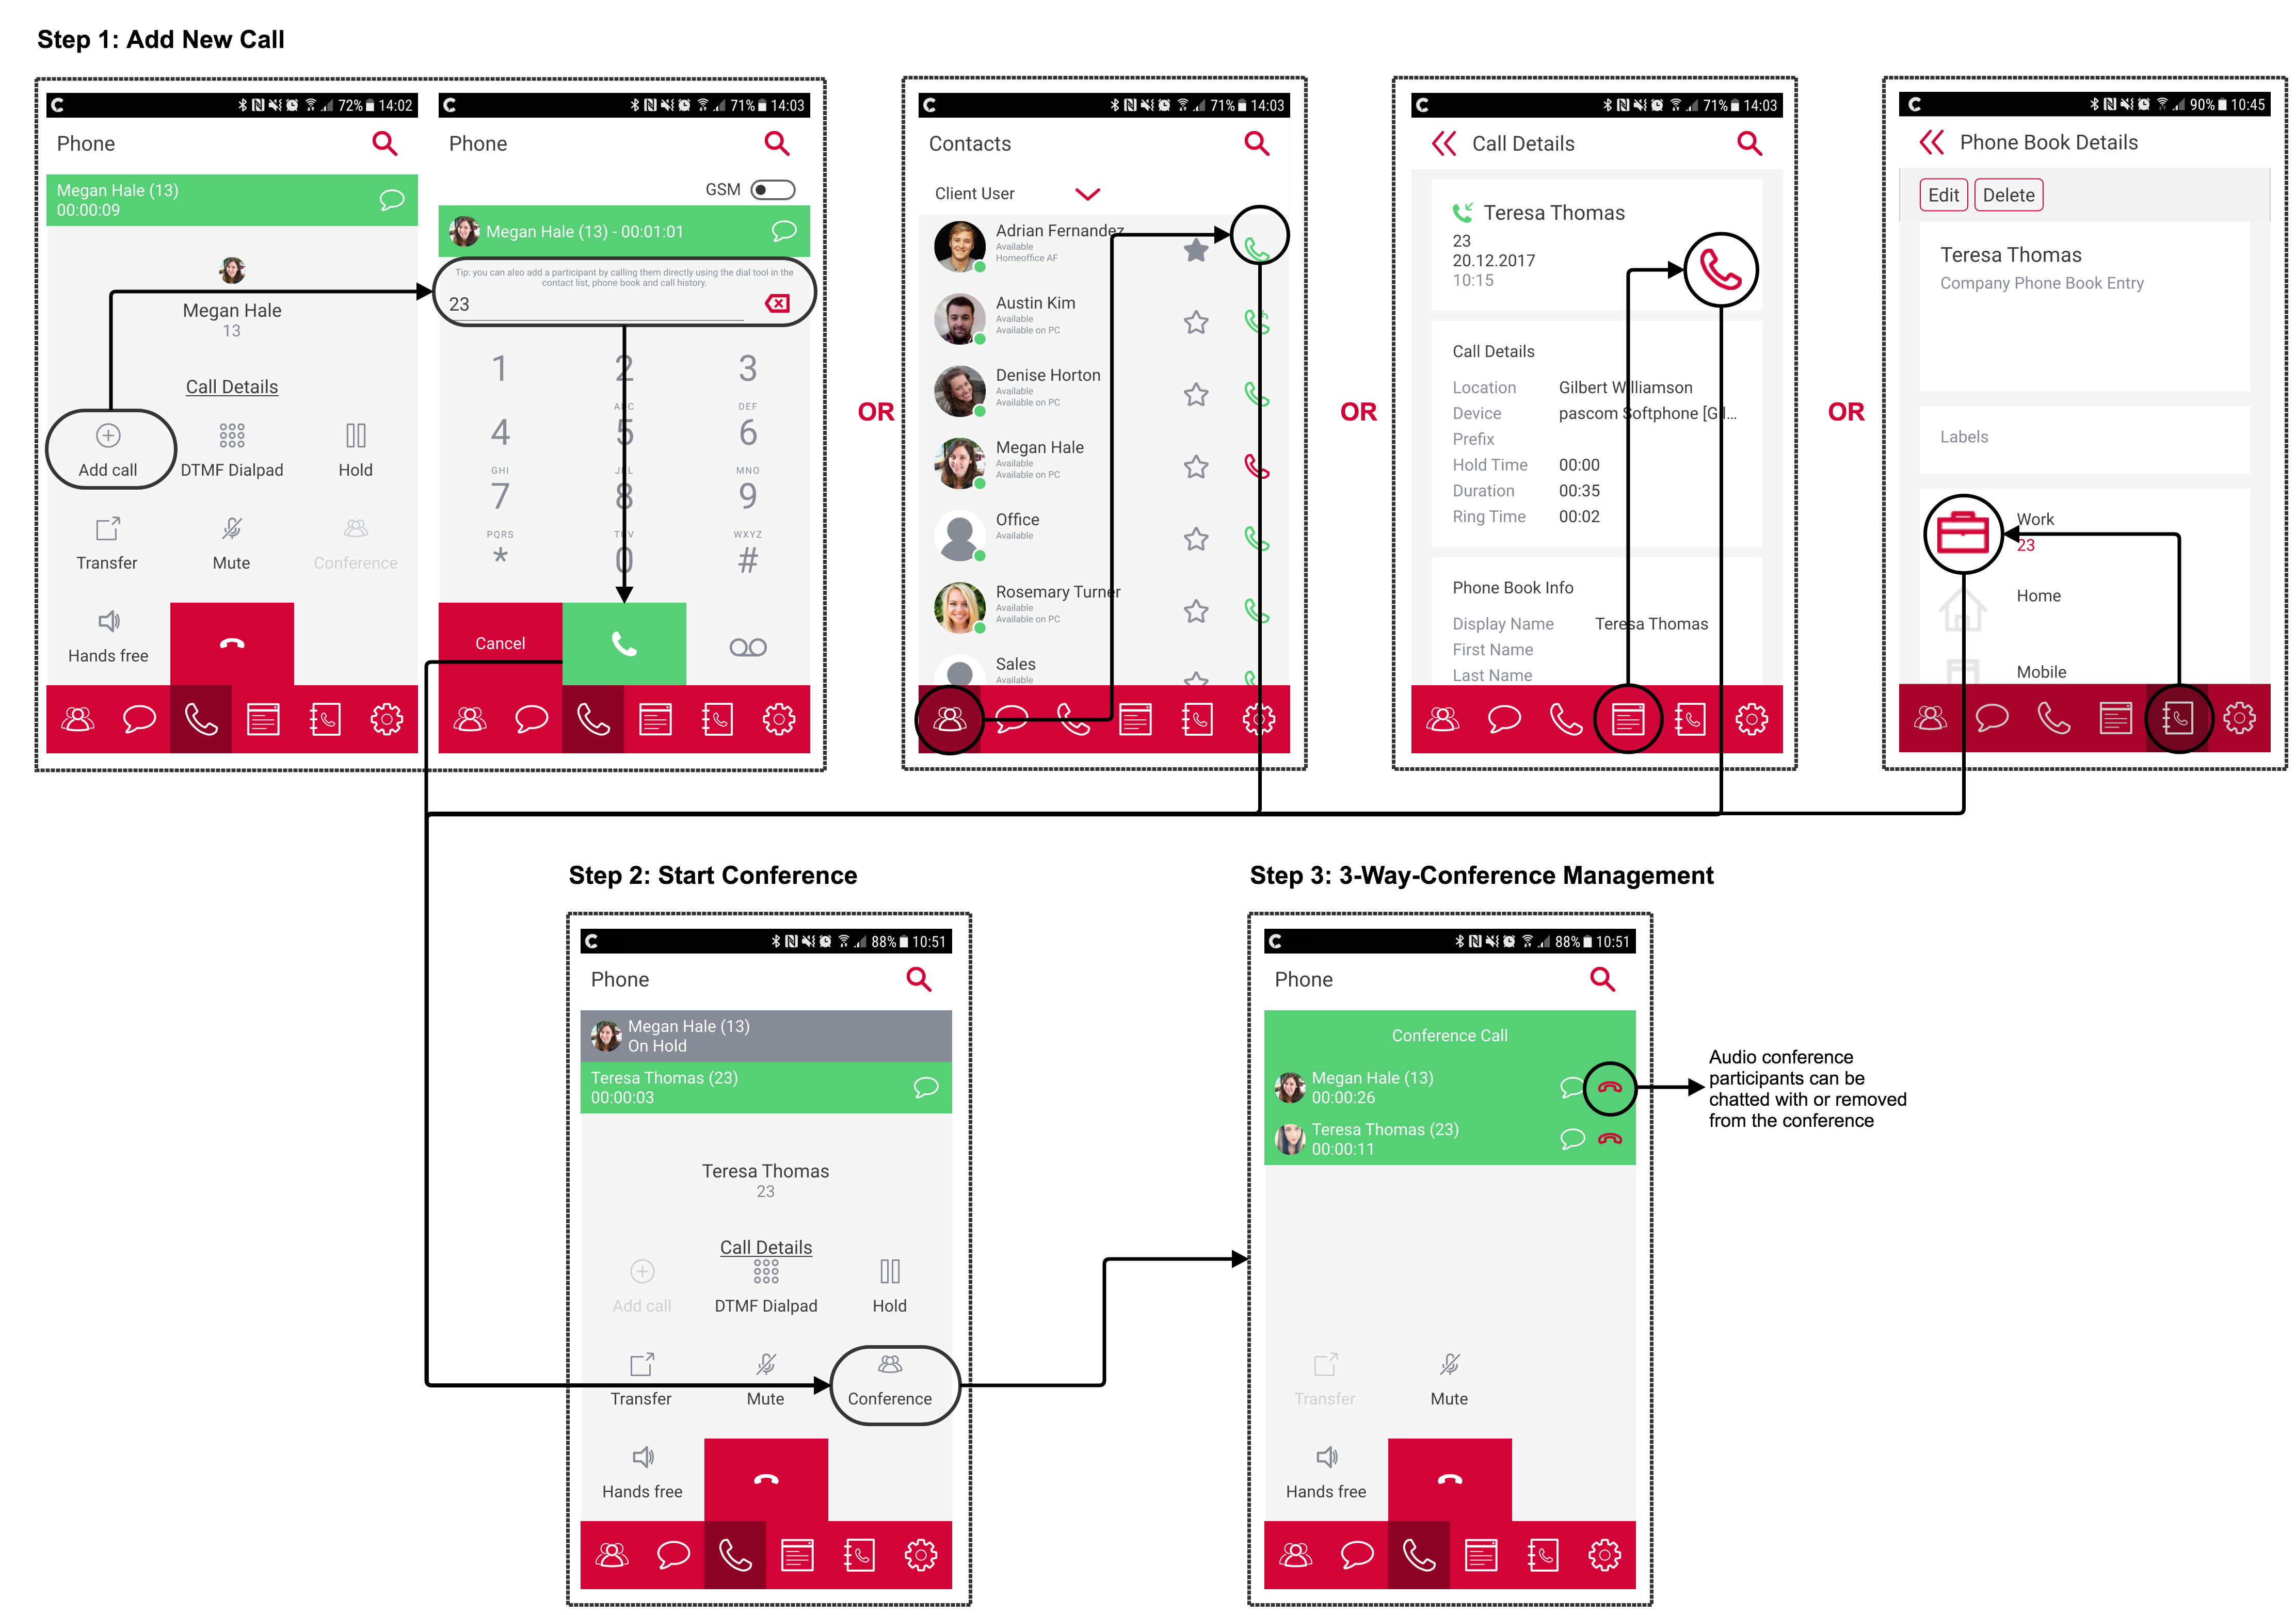 Step 1: Add New Call
72% 14:02
Phone
Megan Hale (13)
00:00:09
Megan Hale
13
Call Details
Add call
DTMF Dialpad
Hold
Transfer
Mute
Conference
Hands free
71% 14:03
Phone
GSM
Megan Hale (13) - 00:01:01
Tip: you can also add a participant by calling them directly using the dial tool in the
contact list, phone book and call history.
23
1 2 3
ABC DEF
4 5 6
GHI JKL MNO
7 8 9
PQRS TUV WXYZ
* 0 #
Cancel
OR
71% 14:03
Contacts
Client User
Adrian Fernandez
Available
Homeoffice AF
Austin Kim
Available
Available on PC
Denise Horton
Available
Available on PC
Megan Hale
Available
Available on PC
Office
Available
Rosemary Turner
Available
Available on PC
Sales
Available
OR
71% 14:03
Call Details
Teresa Thomas
23
20.12.2017
10:15
Call Details
Location Gilbert Williamson
Device pascom Softphone [Gil...
Prefix
Hold Time 00:00
Duration 00:35
Ring Time 00:02
Phone Book Info
Display Name Teresa Thomas
First Name
Last Name
OR
90% 10:45
Phone Book Details
Edit Delete
Teresa Thomas
Company Phone Book Entry
Labels
Work
23
Home
Mobile
Step 2: Start Conference
88% 10:51
Phone
Megan Hale (13)
On Hold
Teresa Thomas (23)
00:00:03
Teresa Thomas
23
Call Details
Add call
DTMF Dialpad
Hold
Transfer
Mute
Conference
Hands free
Step 3: 3-Way-Conference Management
88% 10:51
Phone
Conference Call
Megan Hale (13)
00:00:26
Teresa Thomas (23)
00:00:11
Transfer
Mute
Hands free
Audio conference
participants can be
chatted with or removed
from the conference